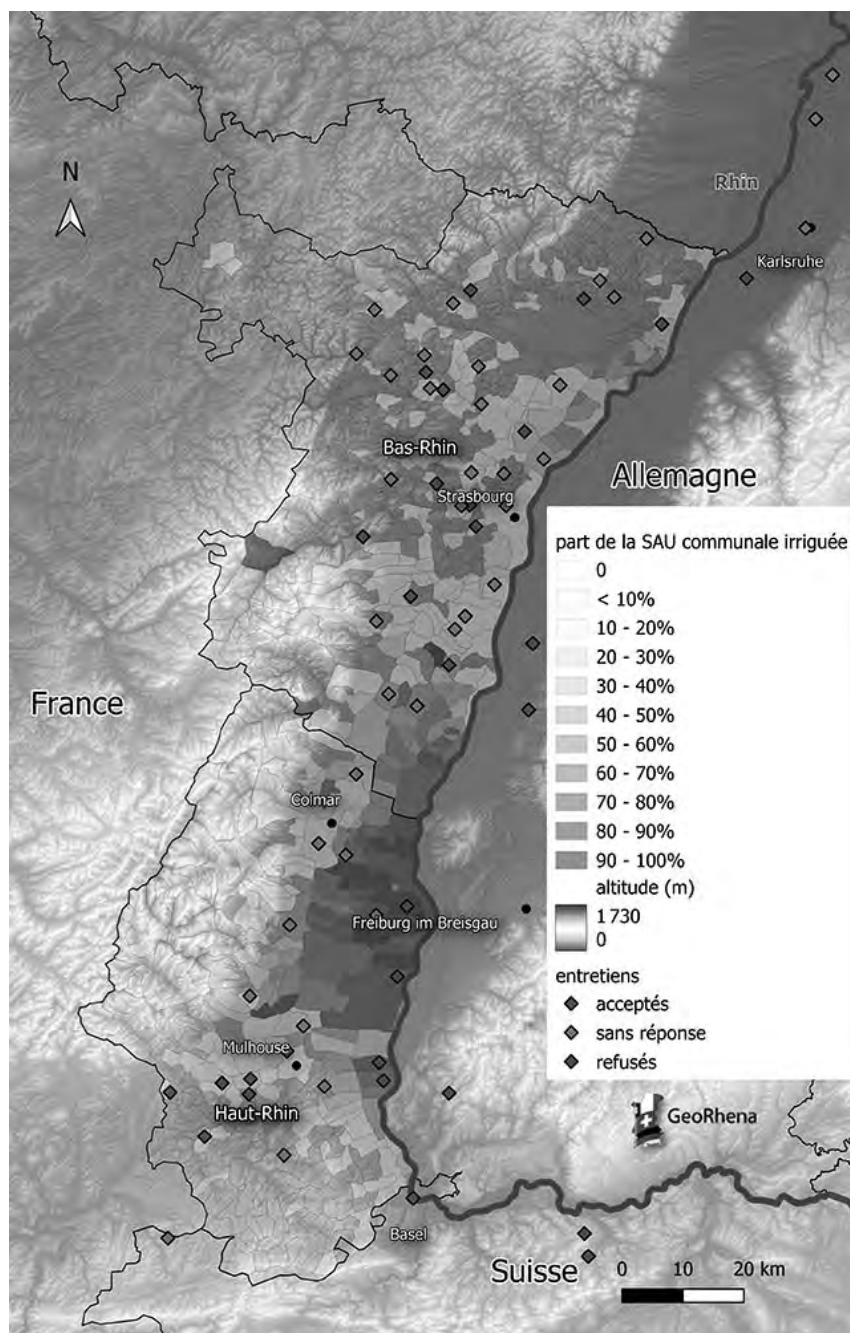 N
Rhin
Karlsruhe
Bas-Rhin
Strasbourg
Allemagne
France
Colmar
Freiburg im Breisgau
Mulhouse
Haut-Rhin
Basel
Suisse
part de la SAU communale irriguée
0
< 10%
10 - 20%
20 - 30%
30 - 40%
40 - 50%
50 - 60%
60 - 70%
70 - 80%
80 - 90%
90 - 100%
altitude (m)
1 730
0
entretiens
acceptés
sans réponse
refusés
GeoRhena
0 10 20 km